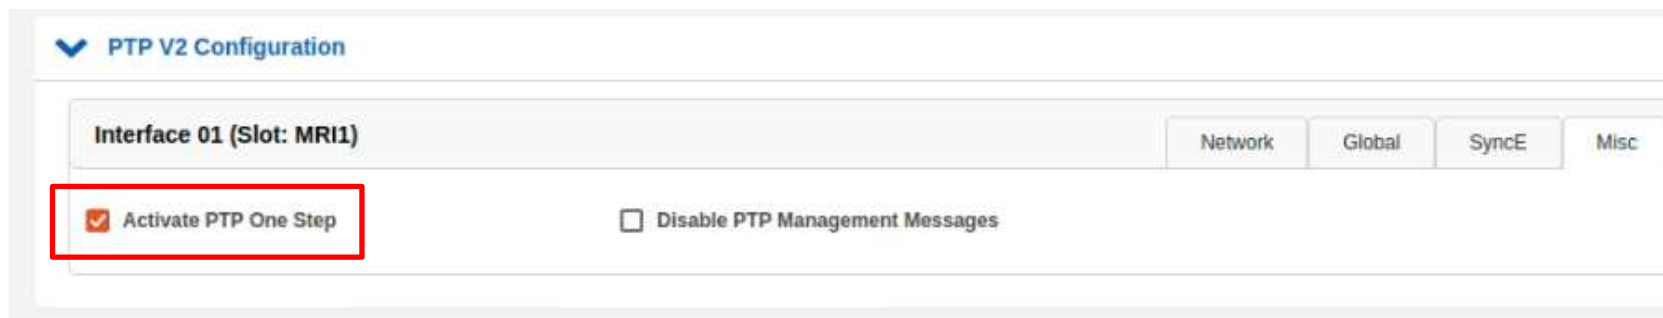 PTP V2 Configuration
Interface 01 (Slot: MRI1)
Network Global SyncE Misc
Activate PTP One Step Disable PTP Management Messages